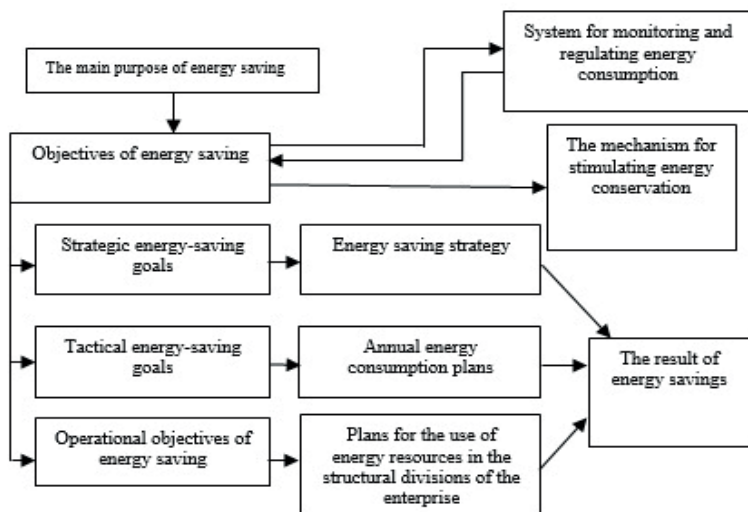 System for monitoring and
regulating energy
consumption
The main purpose of energy saving
Objectives of energy saving
The mechanism for
stimulating energy
conservation
Strategic energy-saving
goals
Energy saving strategy
Tactical energy-saving
goals
Annual energy
consumption plans
The result of
energy savings
Operational objectives of
energy saving
Plans for the use of
energy resources in the
structural divisions of the
enterprise